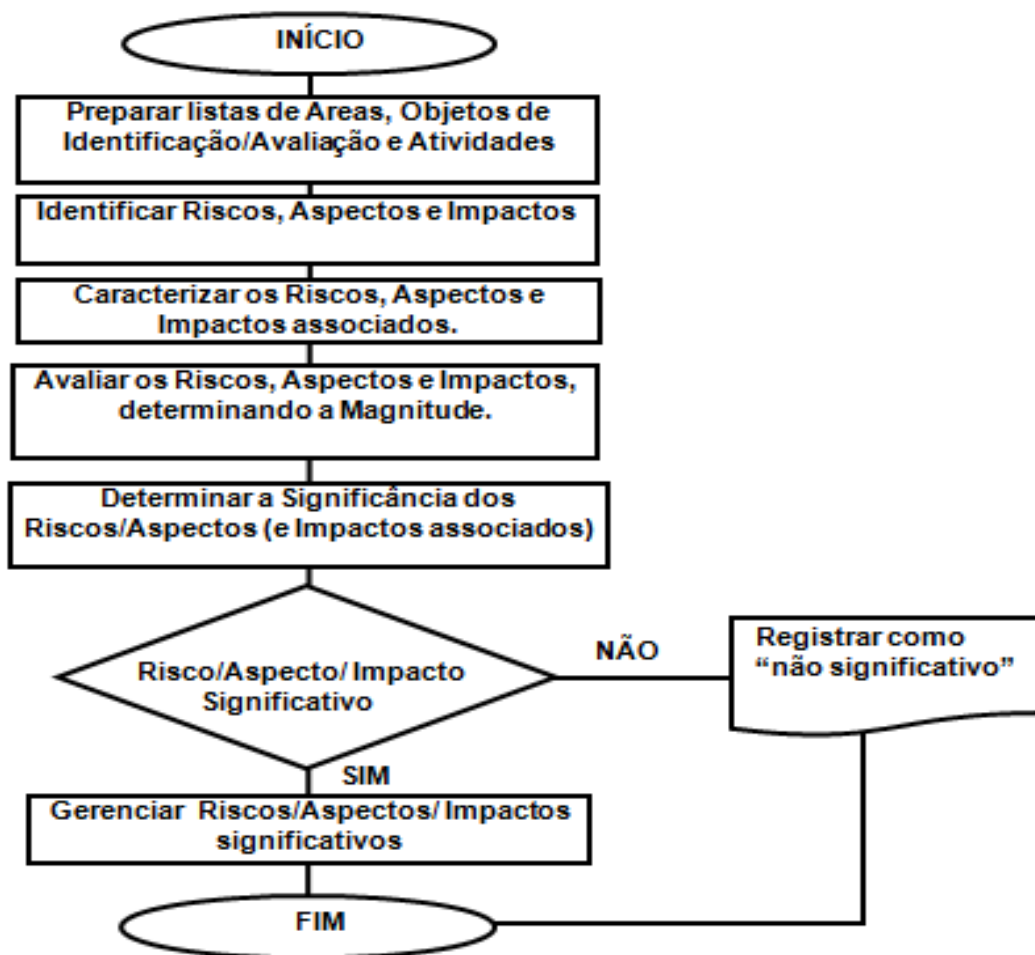 INÍCIO
Preparar listas de Areas, Objetos de
Identificação/Avaliação e Atividades
Identificar Riscos, Aspectos e Impactos
Caracterizar os Riscos, Aspectos e
Impactos associados.
Avaliar os Riscos, Aspectos e Impactos,
determinando a Magnitude.
Determinar a Significância dos
Riscos/Aspectos (e Impactos associados)
Risco/Aspecto/ Impacto
Significativo
NÃO
Registrar como
“não significativo”
SIM
Gerenciar Riscos/Aspectos/ Impactos
significativos
FIM